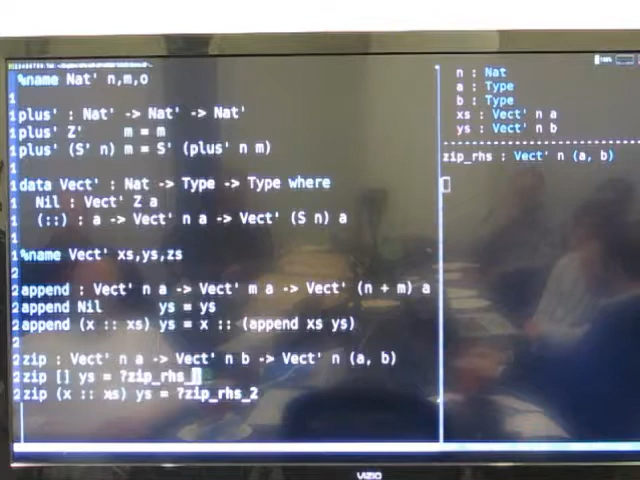 %name Nat' n,m,o
plus' : Nat' -> Nat' -> Nat'
plus' Z' m = m
plus' (S' n) m = S' (plus' n m)
data Vect' : Nat -> Type -> Type where
Nil : Vect' Z a
(::) : a -> Vect' n a -> Vect' (S n) a
%name Vect' xs,ys,zs
append : Vect' n a -> Vect' m a -> Vect' (n + m) a
append Nil ys = ys
append (x :: xs) ys = x :: (append xs ys)
zip : Vect' n a -> Vect' n b -> Vect' n (a, b)
zip [] ys = ?zip_rhs_
zip (x :: xs) ys = ?zip_rhs_2
n : Nat
a : Type
b : Type
xs : Vect' n a
ys : Vect' n b
--------------------------------
zip_rhs : Vect' n (a, b)
VIZIO